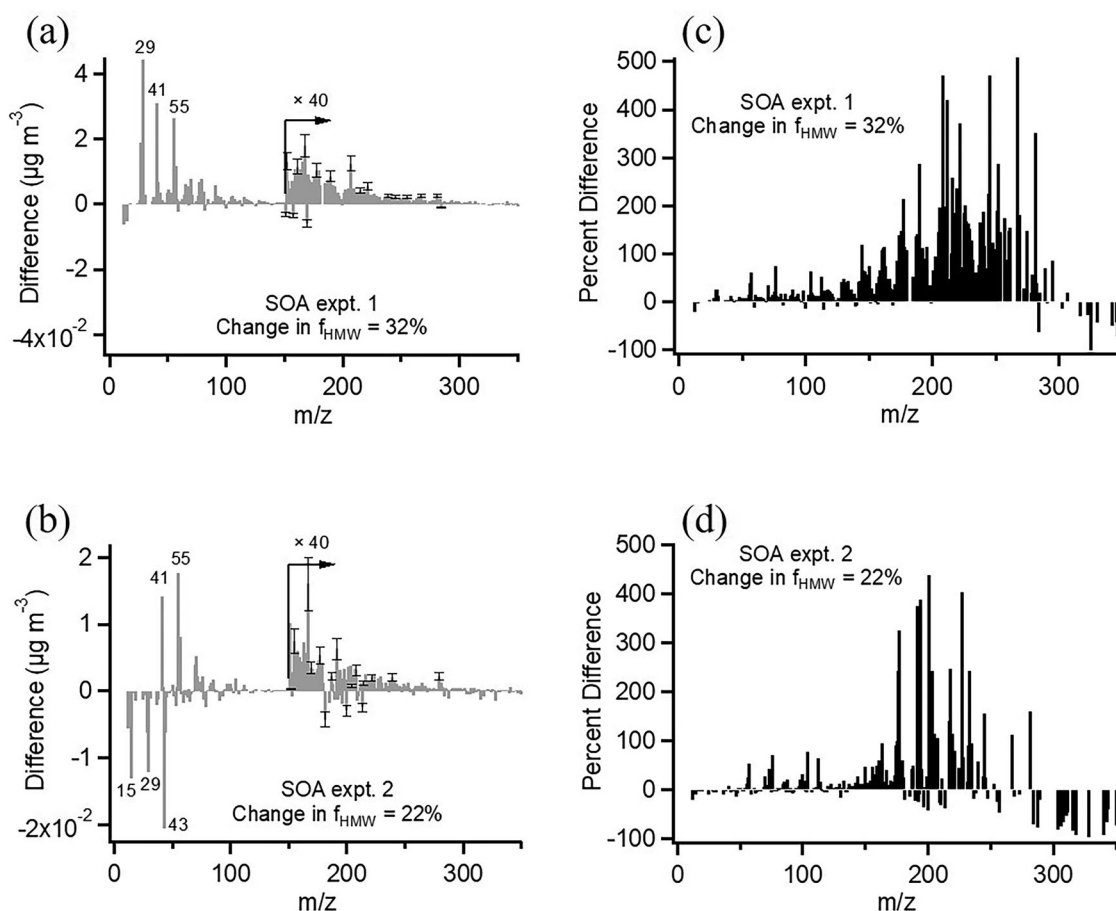 (a)
29
41
55
× 40
4
2
0
-2
-4x10⁻²
Difference (µg m⁻³)
SOA expt. 1
Change in f_HMW = 32%
0
100
200
300
m/z
(c)
500
400
300
200
100
0
-100
Percent Difference
SOA expt. 1
Change in f_HMW = 32%
0
100
200
300
m/z
(b)
55
41
× 40
2
1
0
-1
-2x10⁻²
Difference (µg m⁻³)
15
29
43
SOA expt. 2
Change in f_HMW = 22%
0
100
200
300
m/z
(d)
500
400
300
200
100
0
-100
Percent Difference
SOA expt. 2
Change in f_HMW = 22%
0
100
200
300
m/z